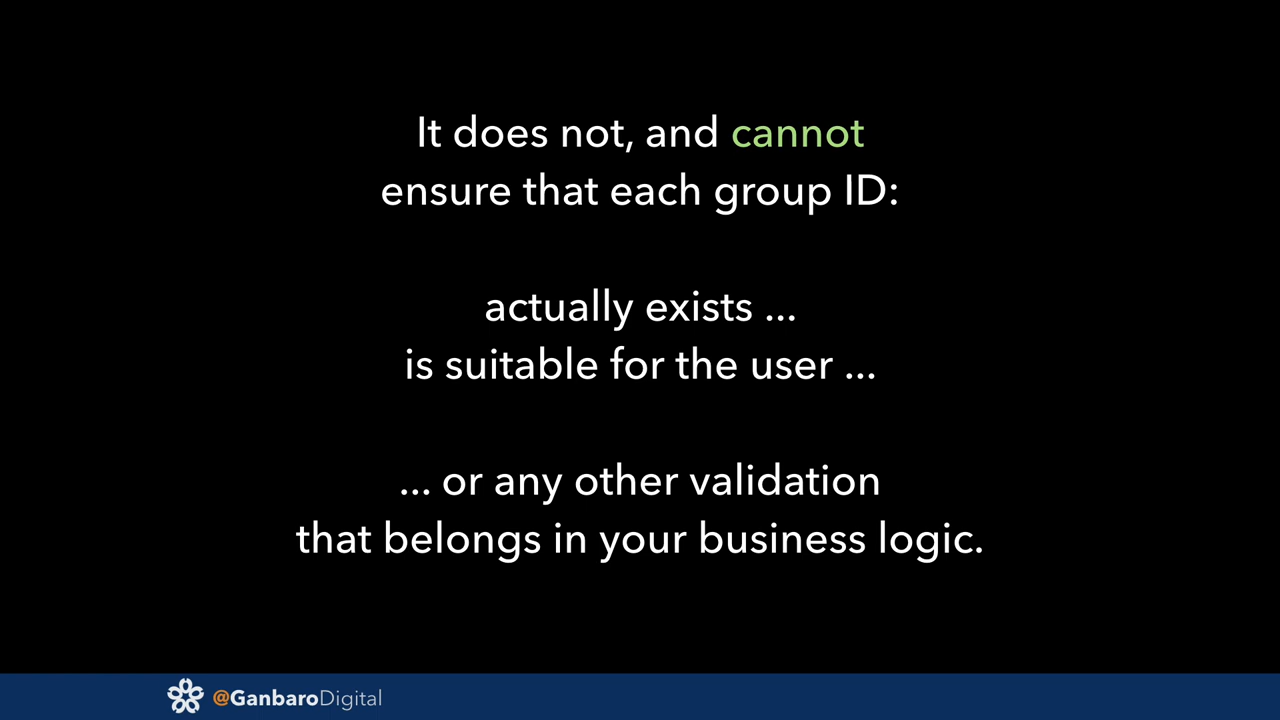 It does not, and cannot
ensure that each group ID:
actually exists ...
is suitable for the user ...
... or any other validation
that belongs in your business logic.
@GanbaroDigital